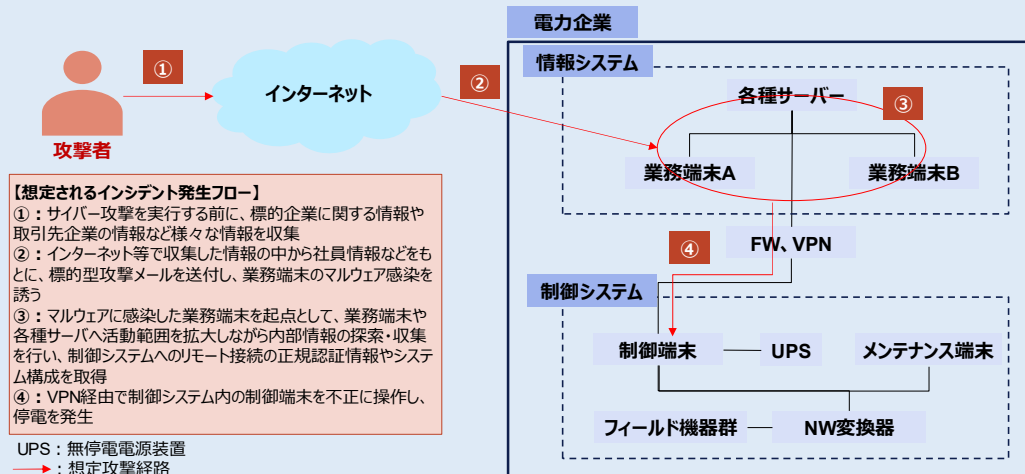 電力企業
情報システム
①
②
インターネット
各種サーバー
③
攻撃者
業務端末A
業務端末B
【想定されるインシデント発生フロー】
①：サイバー攻撃を実行する前に、標的企業に関する情報や
取引先企業の情報など様々な情報を収集
②：インターネット等で収集した情報の中から社員情報などをも
とに、標的型攻撃メールを送付し、業務端末のマルウェア感染を
誘う
③：マルウェアに感染した業務端末を起点として、業務端末や
各種サーバへ活動範囲を拡大しながら内部情報の探索・収集
を行い、制御システムへのリモート接続の正規認証情報やシステ
ム構成を取得
④：VPN経由で制御システム内の制御端末を不正に操作し、
停電を発生
④
FW、VPN
制御システム
制御端末
UPS
メンテナンス端末
フィールド機器群
NW変換器
UPS：無停電電源装置
：想定攻撃経路